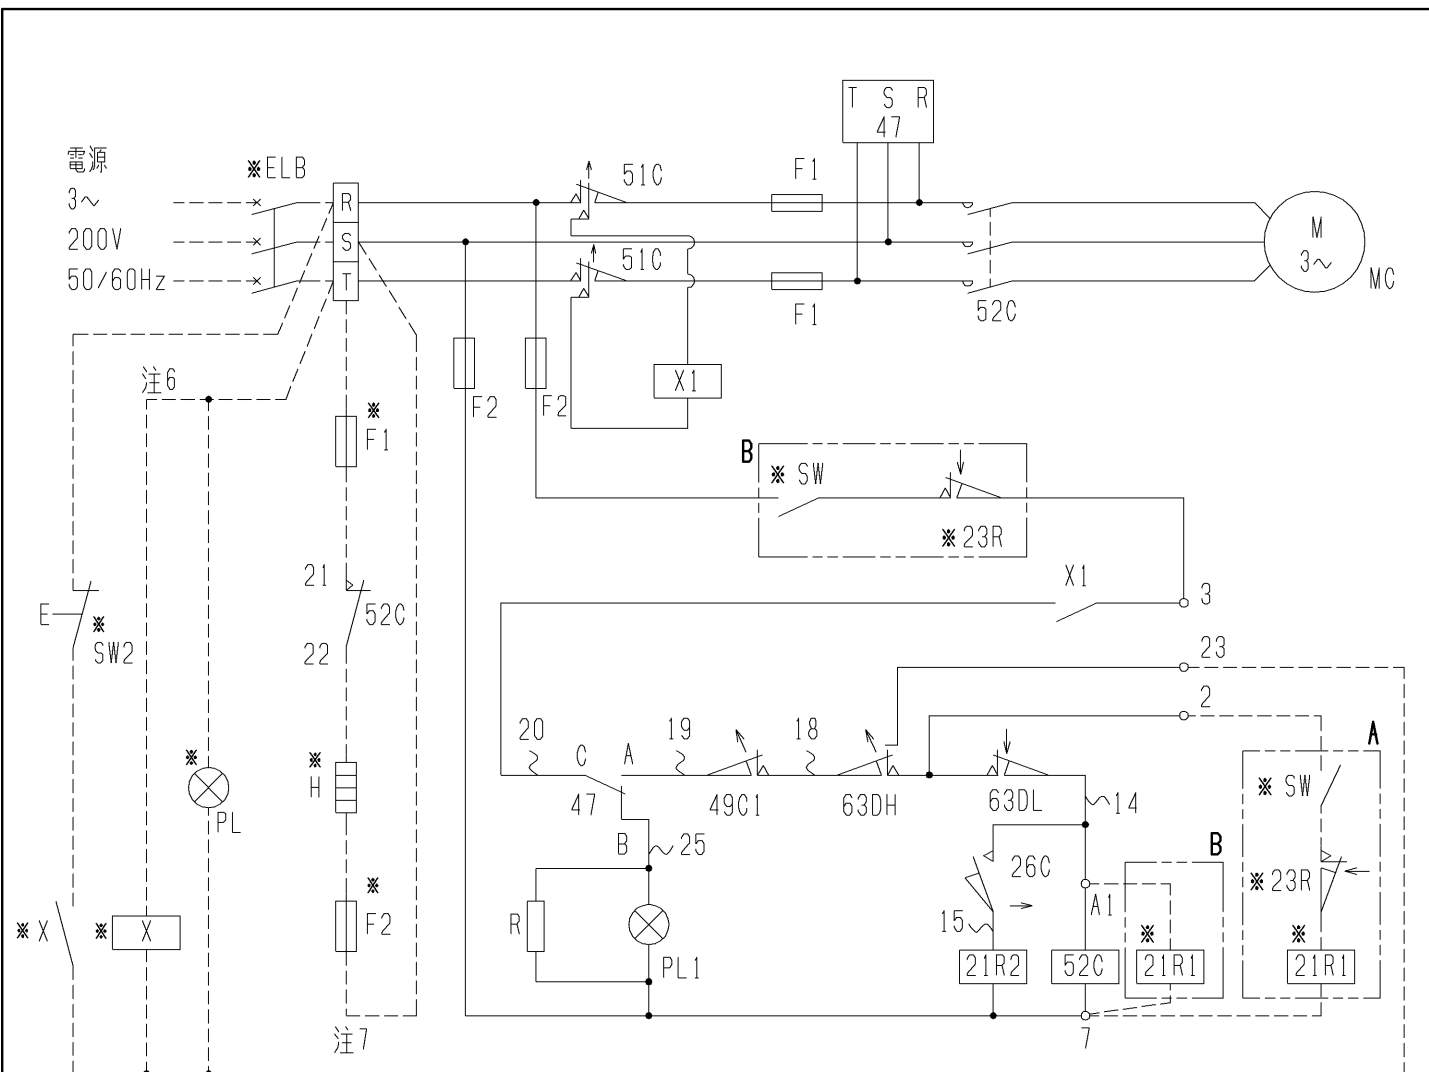 T S R
47
電源
※ELB
3~
200V
50/60Hz
R
S
T
51C
51C
F1
F1
52C
M
3~
MC
注6
F2
F2
X1
※
F1
B
※ SW
※23R
21
52C
22
E
※
SW2
X1
3
23
2
20
C
A
19
18
47
49C1
63DH
63DL
14
A
※ SW
※
H
※
PL
B
25
26C
B
※23R
※
F2
R
PL1
15
A1
※ X
※
X
21R2
52C
※
21R1
※
21R1
注7
7